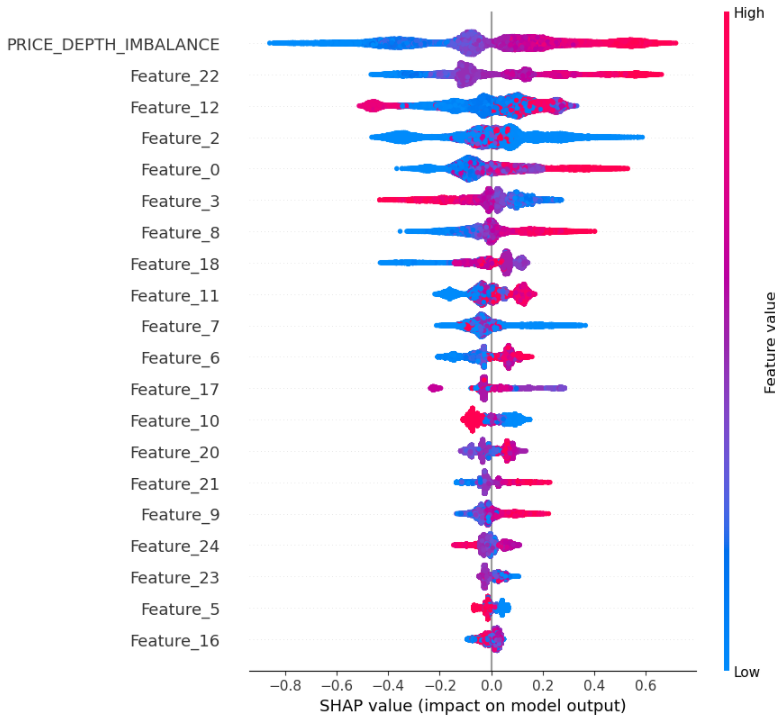 High
PRICE_DEPTH_IMBALANCE
Feature_22
Feature_12
Feature_2
Feature_0
Feature_3
Feature_8
Feature_18
Feature_11
Feature_7
Feature_6
Feature_17
Feature_10
Feature_20
Feature_21
Feature_9
Feature_24
Feature_23
Feature_5
Feature_16
Feature value
Low
−0.8 −0.6 −0.4 −0.2 0.0 0.2 0.4 0.6
SHAP value (impact on model output)